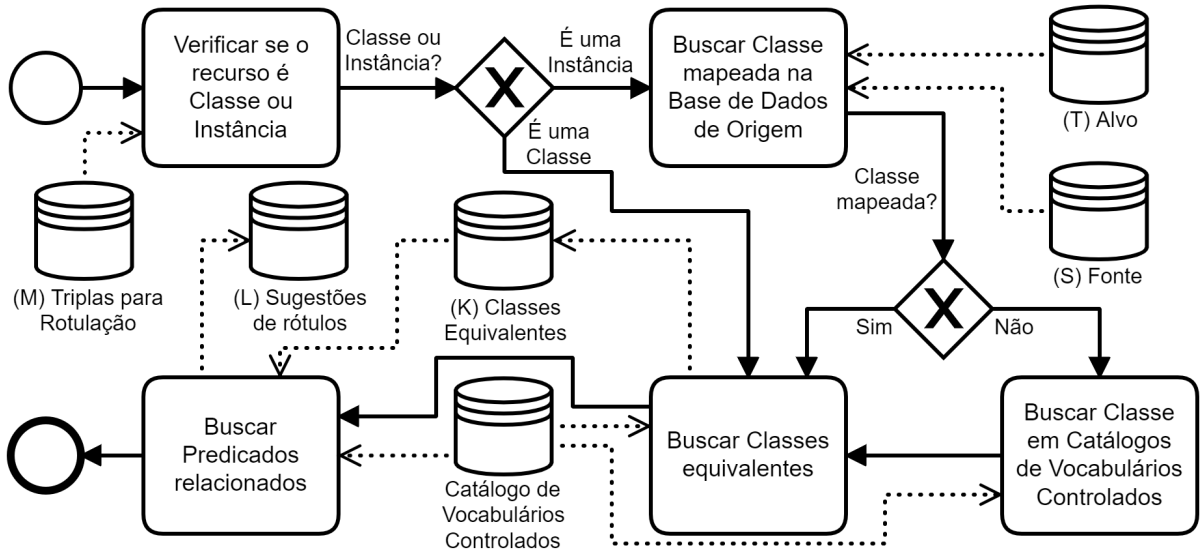 Verificar se o
recurso é
Classe ou
Instância
Classe ou
Instância?
X
É uma
Instância
É uma
Classe
Buscar Classe
mapeada na
Base de Dados
de Origem
(T) Alvo
Classe
mapeada?
(S) Fonte
(M) Triplas para
Rotulação
(L) Sugestões
de rótulos
(K) Classes
Equivalentes
Sim
X
Não
Buscar
Predicados
relacionados
Catálogo de
Vocabulários
Controlados
Buscar Classes
equivalentes
Buscar Classe
em Catálogos
de Vocabulários
Controlados